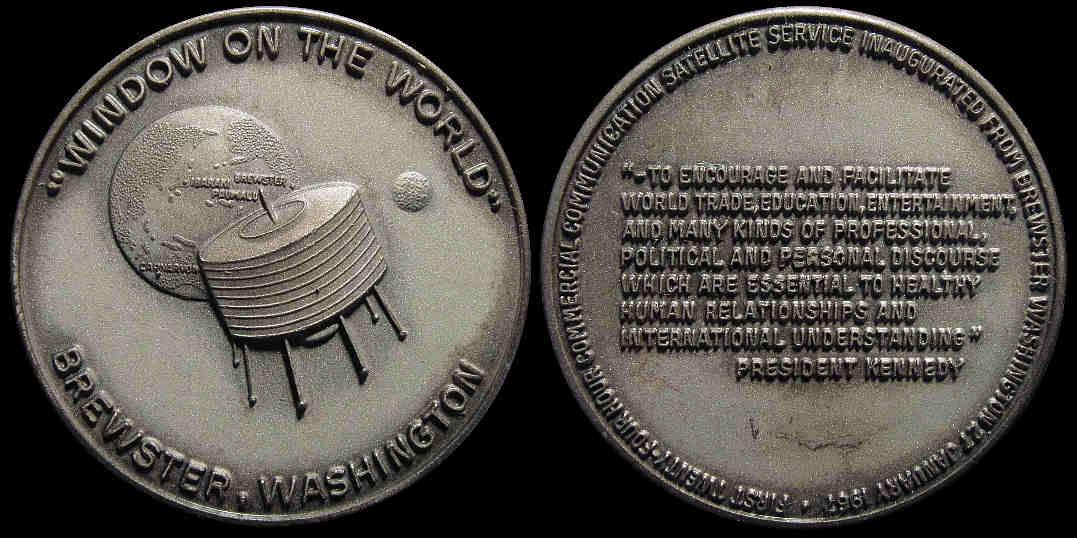 "WINDOW ON THE WORLD"
IBARAKI BREWSTER
PAUMALU
CARNARVON
BREWSTER, WASHINGTON
FIRST TWENTY-FOUR HOUR COMMERCIAL COMMUNICATION SATELLITE SERVICE INAUGURATED FROM BREWSTER WASHINGTON 27 JANUARY 1967 •
"-TO ENCOURAGE AND FACILITATE
WORLD TRADE, EDUCATION, ENTERTAINMENT,
AND MANY KINDS OF PROFESSIONAL,
POLITICAL AND PERSONAL DISCOURSE
WHICH ARE ESSENTIAL TO HEALTHY
HUMAN RELATIONSHIPS AND
INTERNATIONAL UNDERSTANDING"
PRESIDENT KENNEDY